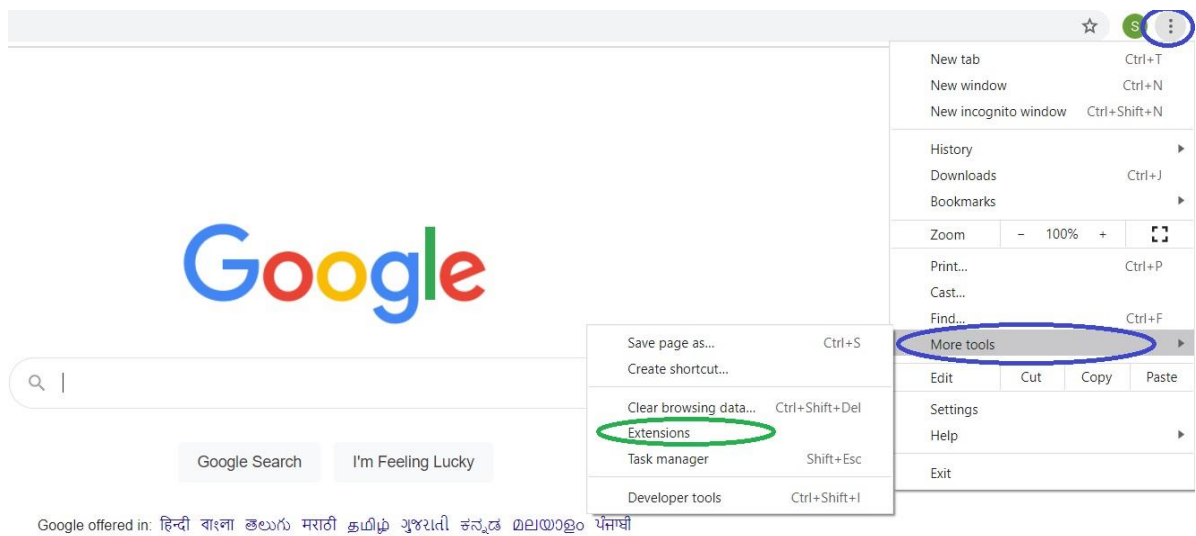 S
New tab Ctrl+T
New window Ctrl+N
New incognito window Ctrl+Shift+N
History
Downloads Ctrl+J
Bookmarks
Zoom - 100% +
Print... Ctrl+P
Cast...
Find... Ctrl+F
More tools
Edit Cut Copy Paste
Settings
Help
Exit
Google
Save page as... Ctrl+S
Create shortcut...
Clear browsing data... Ctrl+Shift+Del
Extensions
Task manager Shift+Esc
Developer tools Ctrl+Shift+I
Google Search I'm Feeling Lucky
Google offered in: हिन्दी বাংলা తెలుగు मराठी தமிழ் ગુજરાતી ಕನ್ನಡ മലയാളം ਪੰਜਾਬੀ